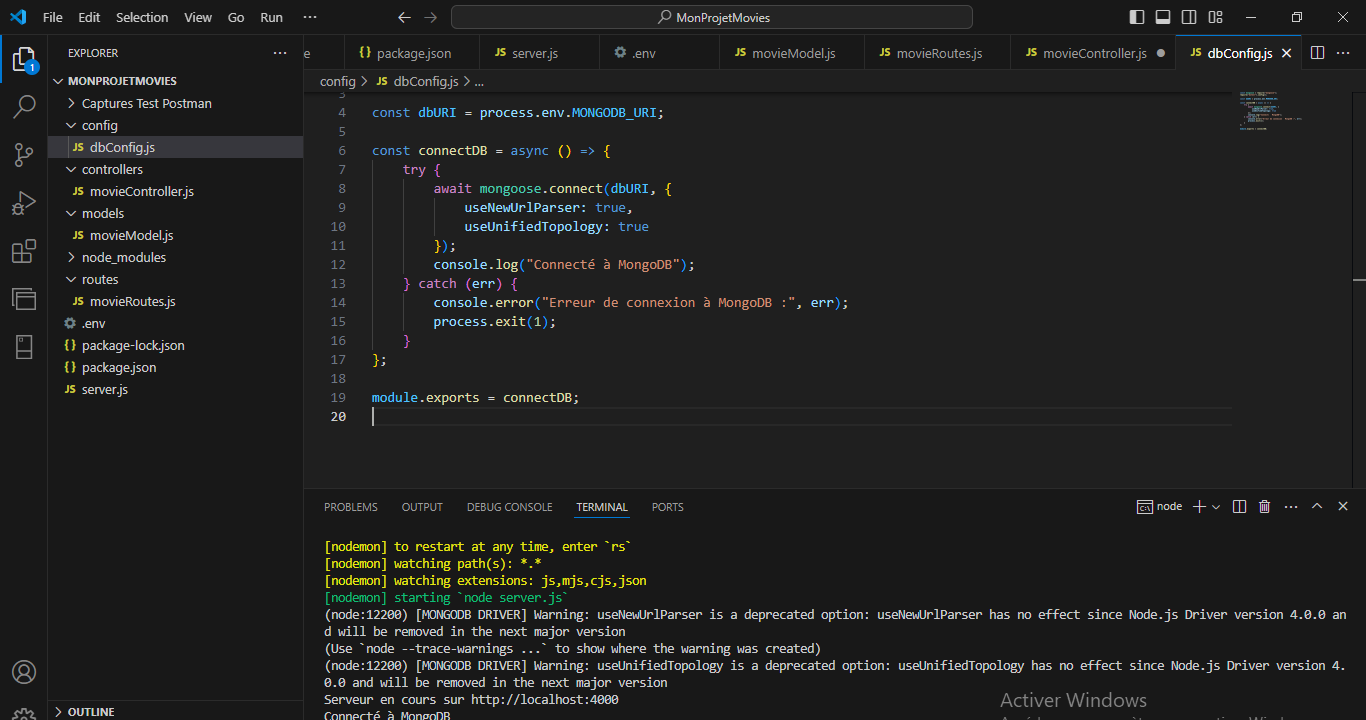 File Edit Selection View Go Run ··· MonProjetMovies
EXPLORER
MONPROJETMOVIES
Captures Test Postman
config
JS dbConfig.js
controllers
JS movieController.js
models
JS movieModel.js
node_modules
routes
JS movieRoutes.js
.env
{} package-lock.json
{} package.json
JS server.js
OUTLINE
1
e {} package.json JS server.js .env JS movieModel.js JS movieRoutes.js JS movieController.js JS dbConfig.js
config > JS dbConfig.js > ...
3
4 const dbURI = process.env.MONGODB_URI;
5
6 const connectDB = async () => {
7 try {
8 await mongoose.connect(dbURI, {
9 useNewUrlParser: true,
10 useUnifiedTopology: true
11 });
12 console.log("Connecté à MongoDB");
13 } catch (err) {
14 console.error("Erreur de connexion à MongoDB :", err);
15 process.exit(1);
16 }
17 };
18
19 module.exports = connectDB;
20
PROBLEMS OUTPUT DEBUG CONSOLE TERMINAL PORTS node
[nodemon] to restart at any time, enter `rs`
[nodemon] watching path(s): *.*
[nodemon] watching extensions: js,mjs,cjs,json
[nodemon] starting `node server.js`
(node:12200) [MONGODB DRIVER] Warning: useNewUrlParser is a deprecated option: useNewUrlParser has no effect since Node.js Driver version 4.0.0 an
d will be removed in the next major version
(Use `node --trace-warnings ...` to show where the warning was created)
(node:12200) [MONGODB DRIVER] Warning: useUnifiedTopology is a deprecated option: useUnifiedTopology has no effect since Node.js Driver version 4.
0.0 and will be removed in the next major version
Serveur en cours sur http://localhost:4000
Connecté à MongoDB
Activer Windows